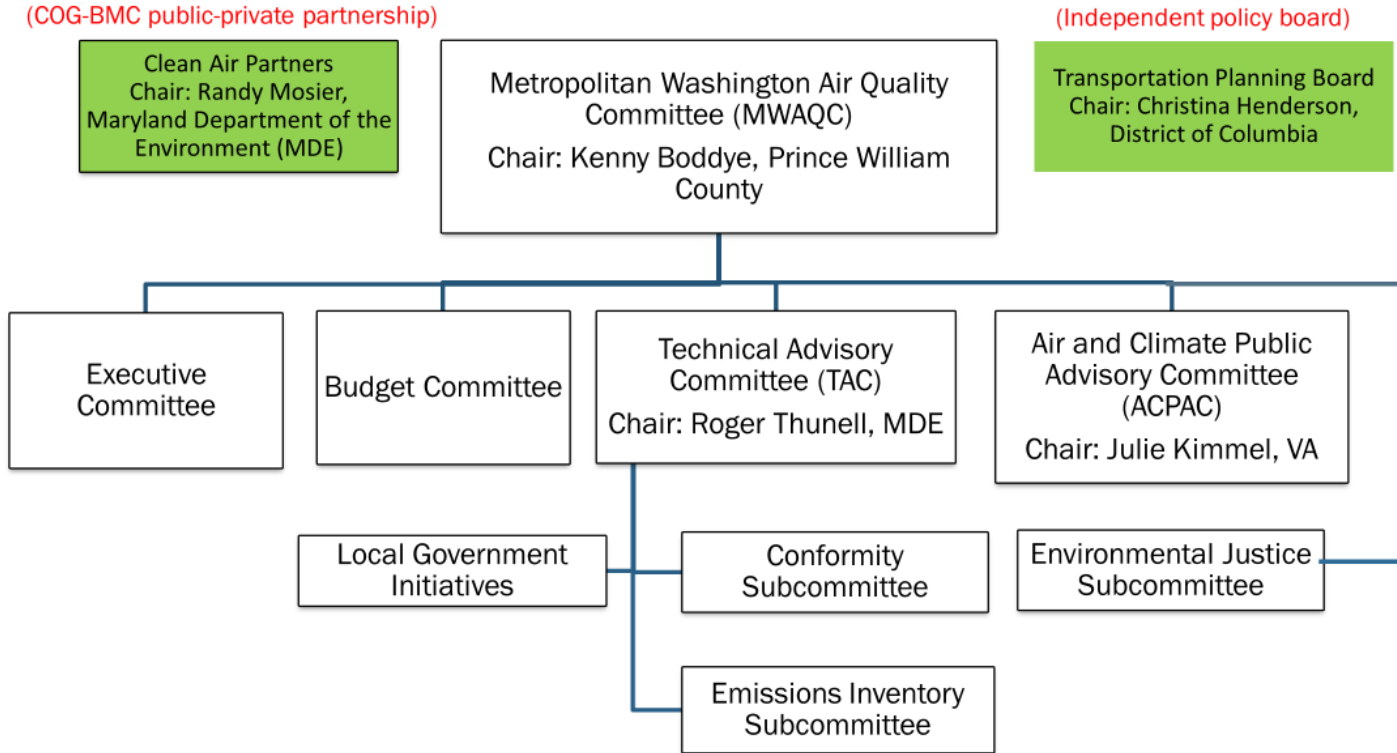 (COG-BMC public-private partnership)
(Independent policy board)
Clean Air Partners
Chair: Randy Mosier,
Maryland Department of the
Environment (MDE)
Metropolitan Washington Air Quality
Committee (MWAQC)
Chair: Kenny Boddye, Prince William
County
Transportation Planning Board
Chair: Christina Henderson,
District of Columbia
Executive
Committee
Budget Committee
Technical Advisory
Committee (TAC)
Chair: Roger Thunell, MDE
Air and Climate Public
Advisory Committee
(ACPAC)
Chair: Julie Kimmel, VA
Local Government
Initiatives
Conformity
Subcommittee
Environmental Justice
Subcommittee
Emissions Inventory
Subcommittee